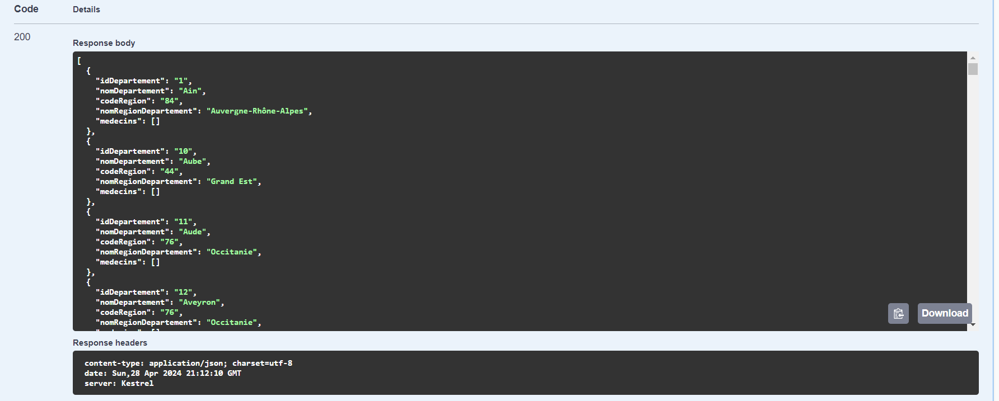 Code Details
200
Response body
[
{
"idDepartement": "1",
"nomDepartement": "Ain",
"codeRegion": "84",
"nomRegionDepartement": "Auvergne-Rhône-Alpes",
"medecins": []
},
{
"idDepartement": "10",
"nomDepartement": "Aube",
"codeRegion": "44",
"nomRegionDepartement": "Grand Est",
"medecins": []
},
{
"idDepartement": "11",
"nomDepartement": "Aude",
"codeRegion": "76",
"nomRegionDepartement": "Occitanie",
"medecins": []
},
{
"idDepartement": "12",
"nomDepartement": "Aveyron",
"codeRegion": "76",
"nomRegionDepartement": "Occitanie",
Download
Response headers
content-type: application/json; charset=utf-8
date: Sun,28 Apr 2024 21:12:10 GMT
server: Kestrel